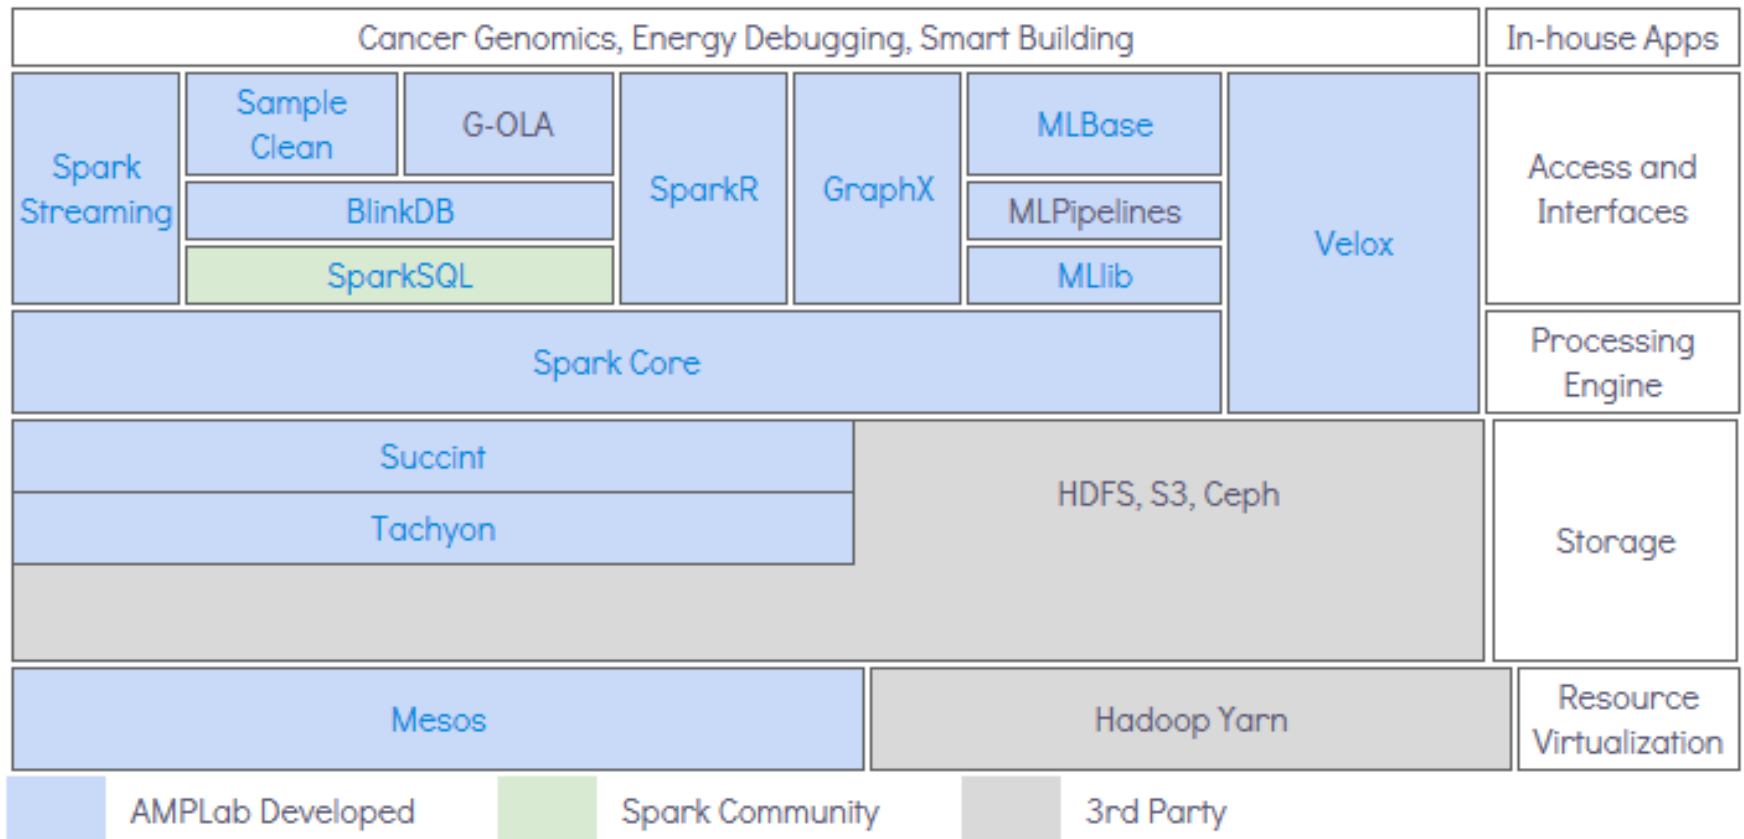 Cancer Genomics, Energy Debugging, Smart Building
In-house Apps
Spark
Streaming
Sample
Clean
G-OLA
BlinkDB
SparkSQL
SparkR
GraphX
MLBase
MLPipelines
MLlib
Velox
Access and
Interfaces
Spark Core
Processing
Engine
Succint
Tachyon
HDFS, S3, Ceph
Storage
Mesos
Hadoop Yarn
Resource
Virtualization
AMPLab Developed
Spark Community
3rd Party